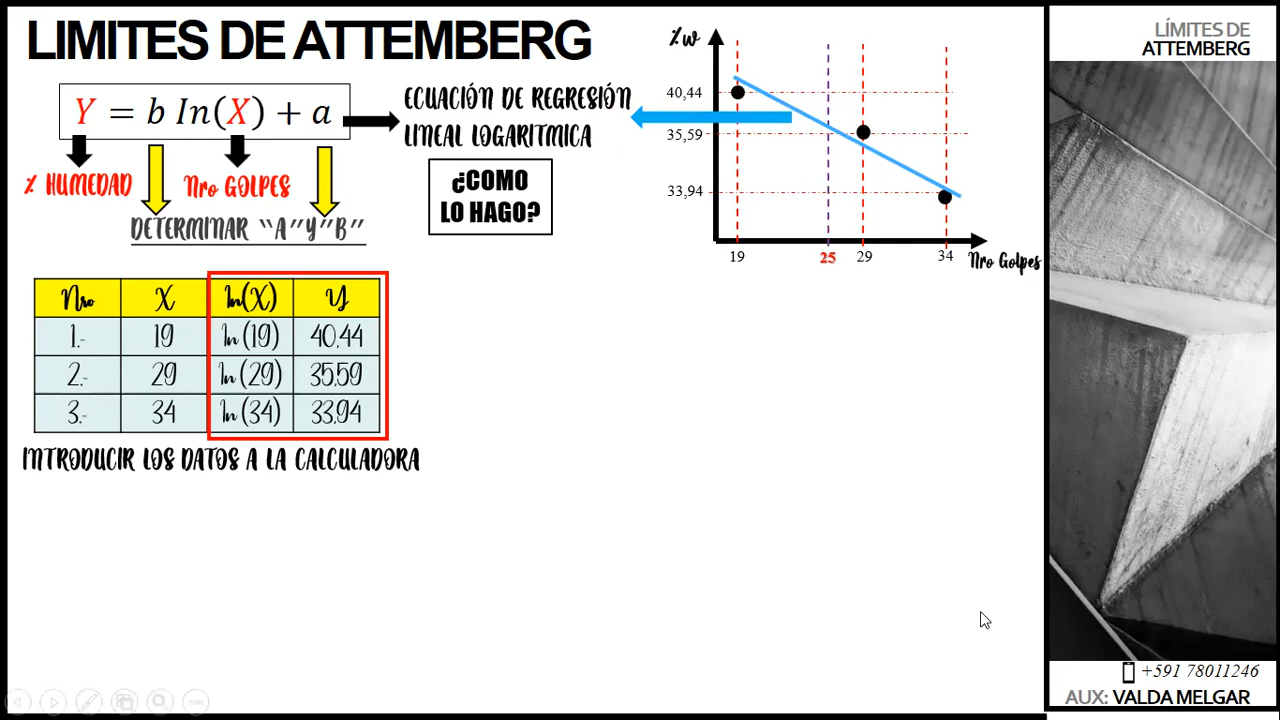 LIMITES DE ATTEMBERG
Y = b In(X) + a
ECUACIÓN DE REGRESIÓN
LINEAL LOGARITMICA
% HUMEDAD
Nro GOLPES
DETERMINAR "A"Y"B"
¿COMO
LO HAGO?
%w
40,44
35,59
33,94
19 25 29 34
Nro Golpes
Nro X ln(X) Y
1.- 19 ln(19) 40.44
2.- 29 ln(29) 35.59
3.- 34 ln(34) 33.94
INTRODUCIR LOS DATOS A LA CALCULADORA
LÍMITES DE
ATTEMBERG
+591 78011246
AUX: VALDA MELGAR